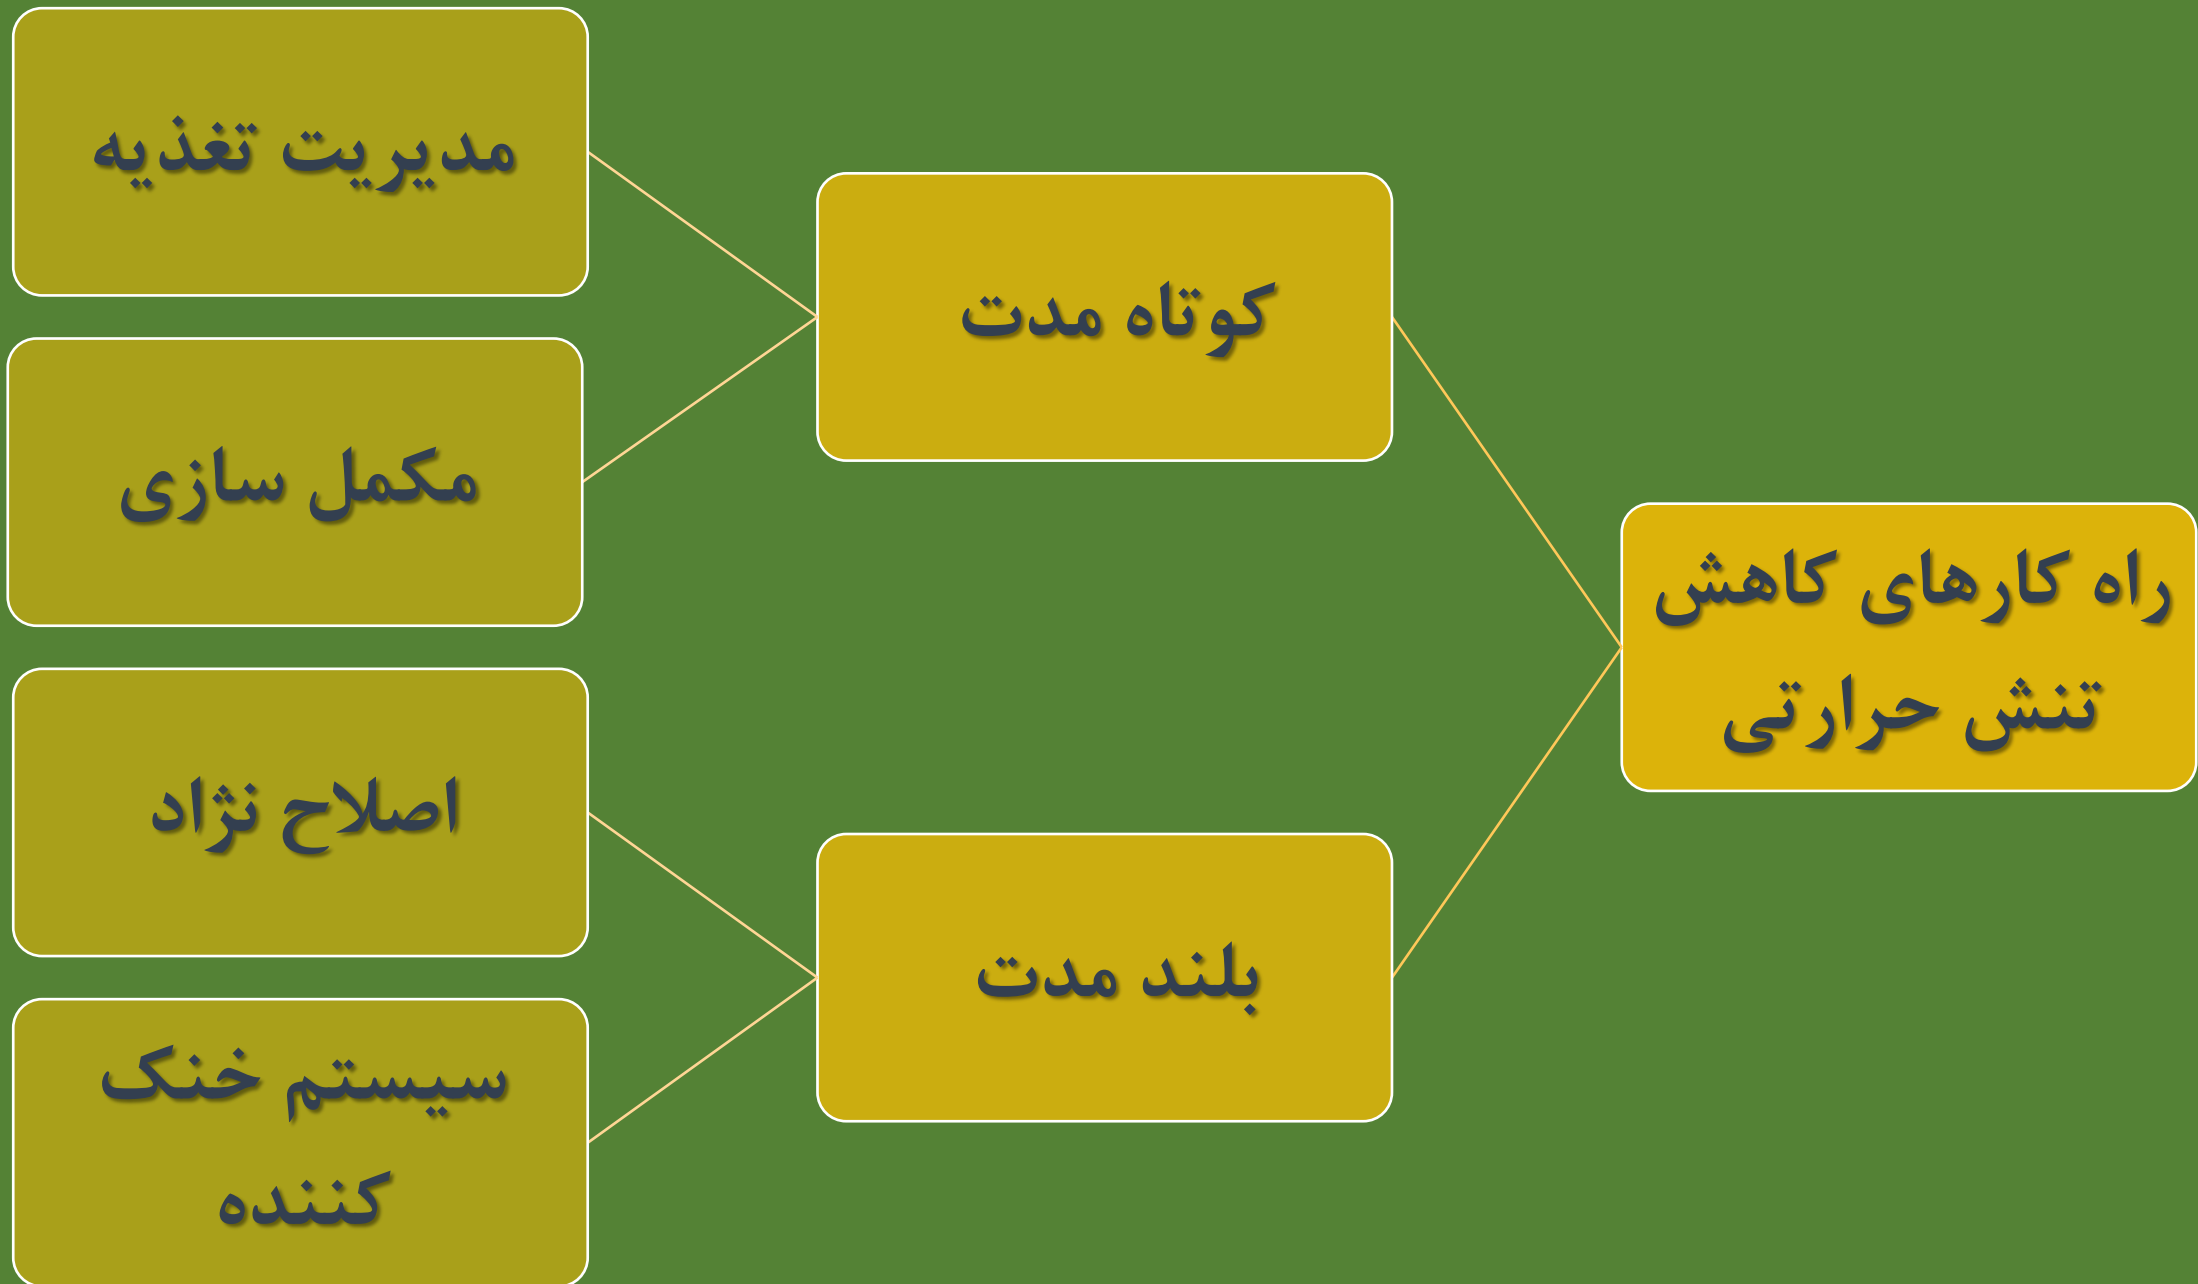 راه کارهای کاهش
تنش حرارتی
کوتاه مدت
مدیریت تغذیه
مکمل سازی
بلند مدت
اصلاح نژاد
سیستم خنک
کننده